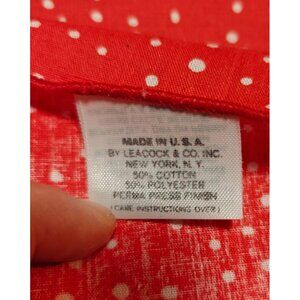 MADE IN U.S.A.
BY LEACOCK & CO. INC.
NEW YORK, N.Y.
50% COTTON
50% POLYESTER
PERMA PRESS FINISH
(CARE INSTRUCTIONS OVER)